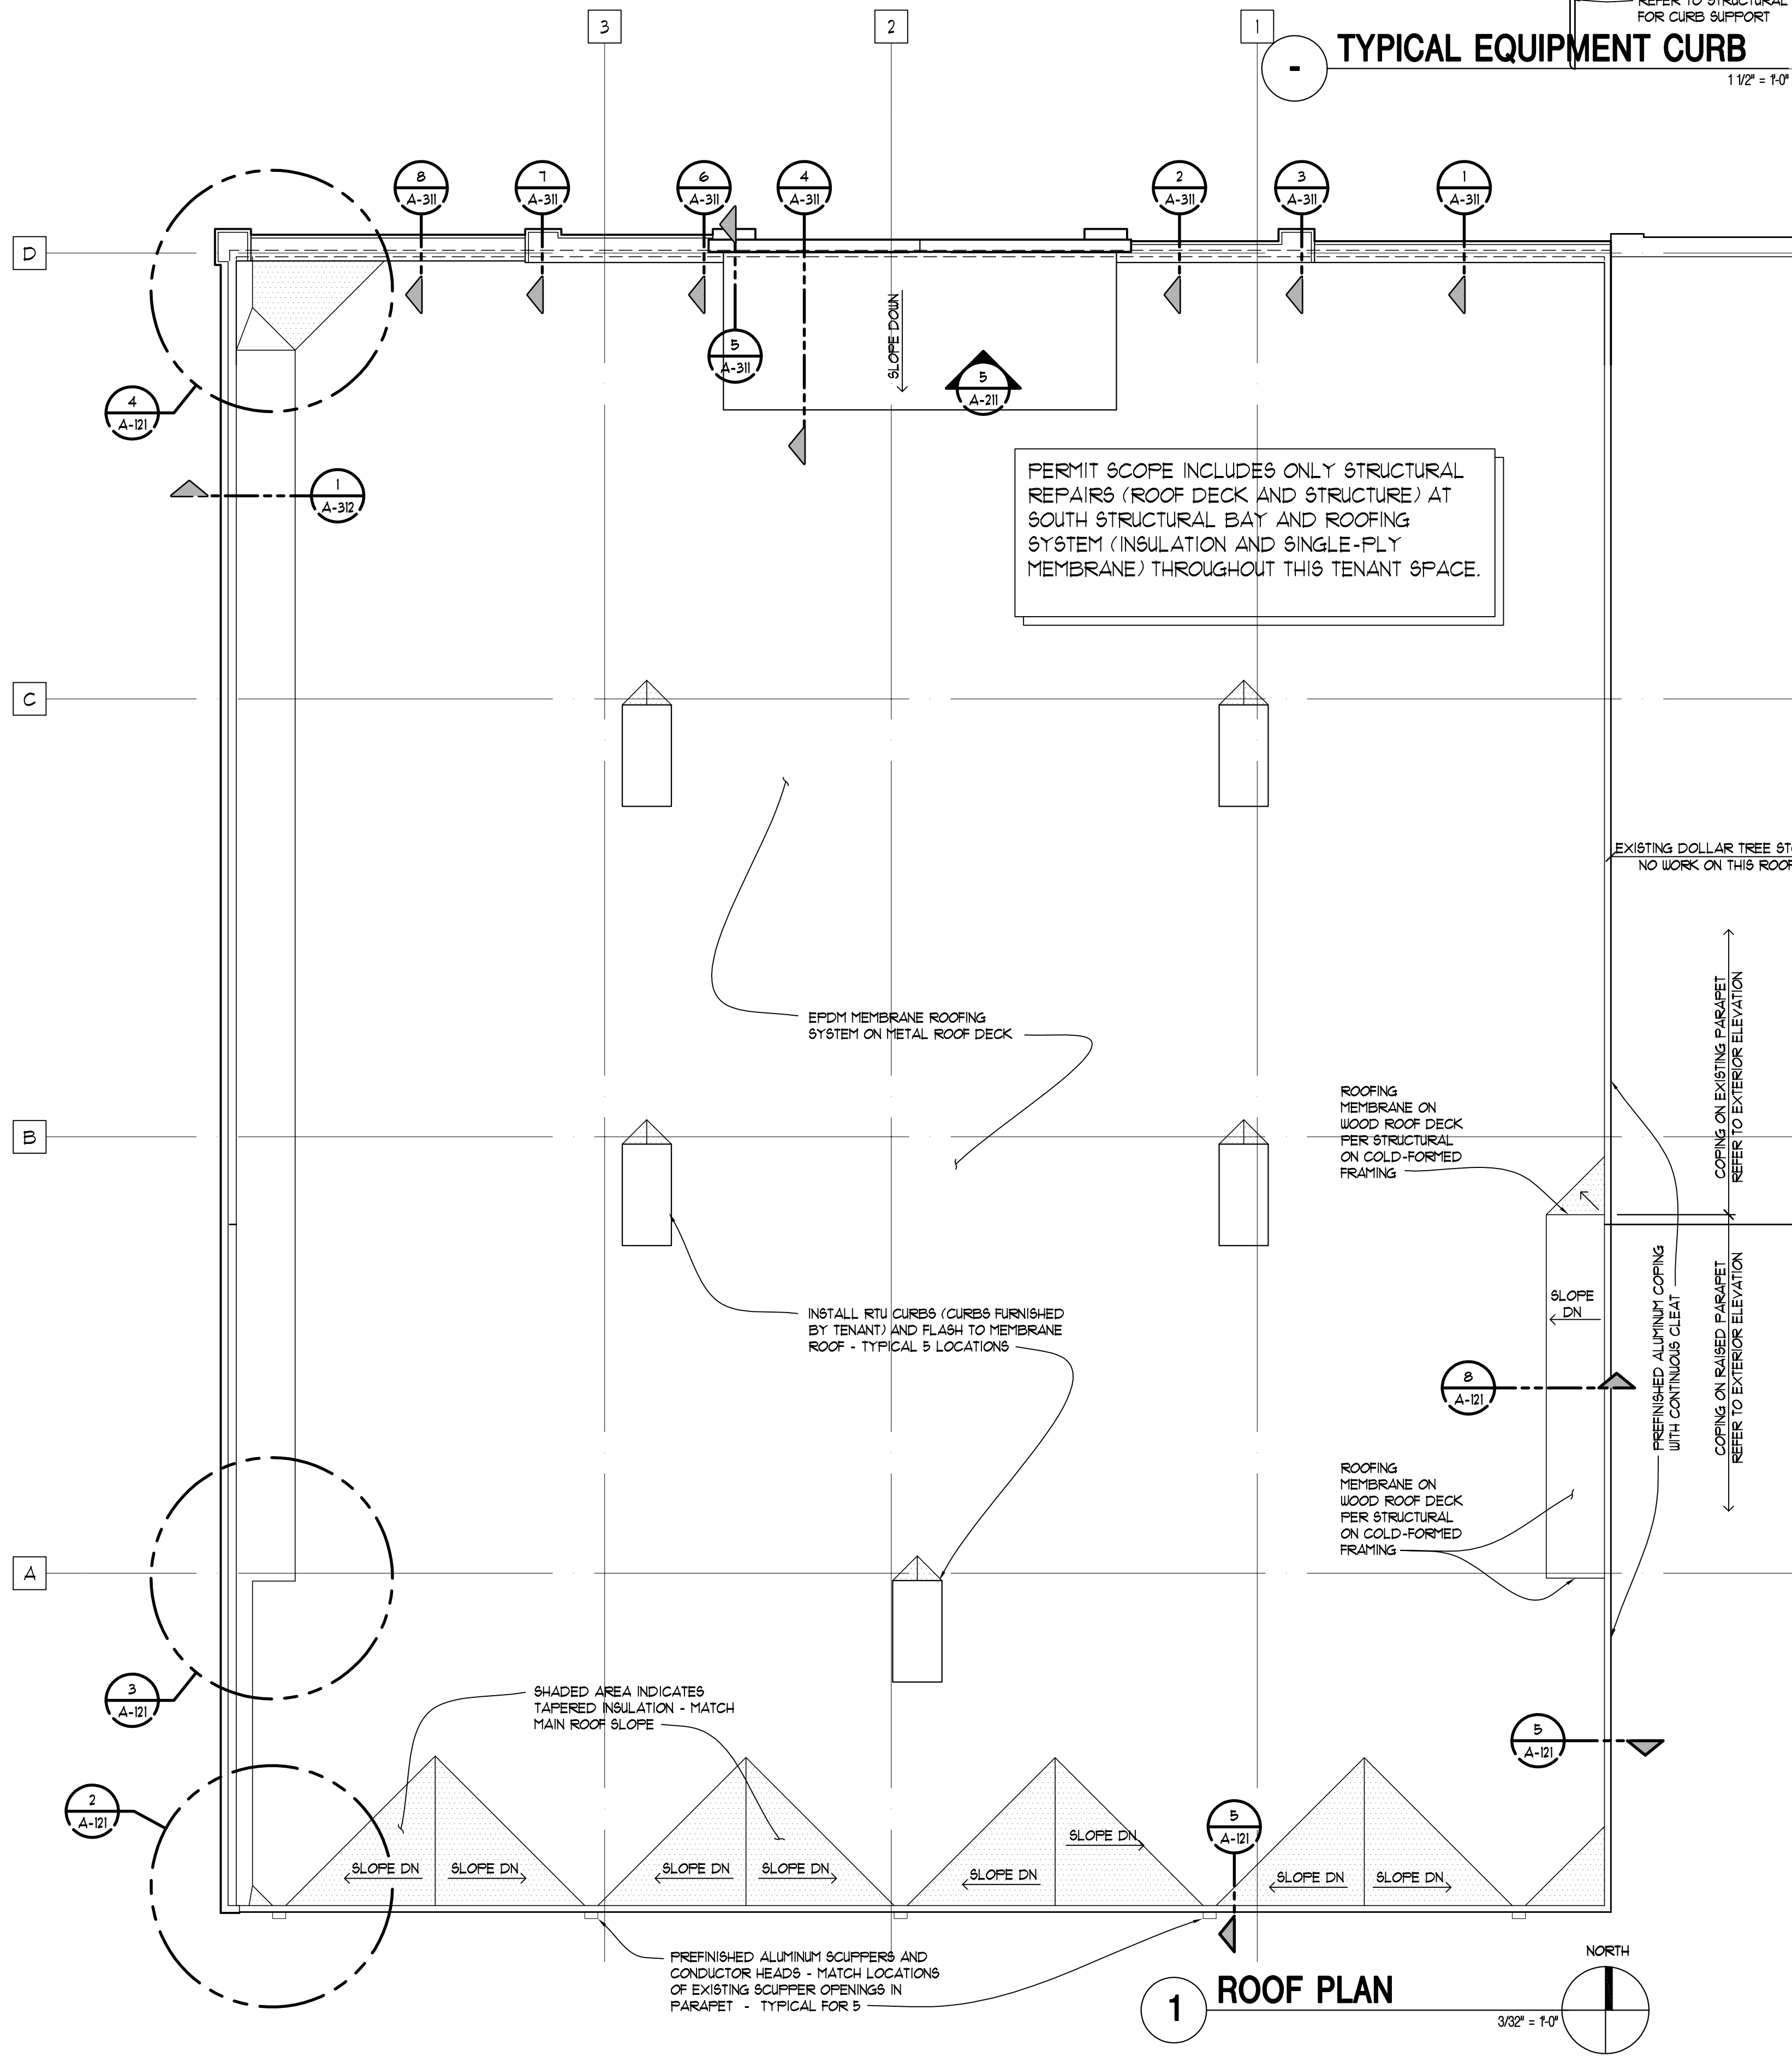 REFER TO STRUCTURAL
FOR CURB SUPPORT
- TYPICAL EQUIPMENT CURB
1 1/2" = 1'-0"
3
2
1
8
A-311
7
A-311
6
A-311
4
A-311
2
A-311
3
A-311
1
A-311
D
SLOPE DOWN
5
A-311
5
A-211
4
A-121
1
A-312
PERMIT SCOPE INCLUDES ONLY STRUCTURAL
REPAIRS (ROOF DECK AND STRUCTURE) AT
SOUTH STRUCTURAL BAY AND ROOFING
SYSTEM (INSULATION AND SINGLE-PLY
MEMBRANE) THROUGHOUT THIS TENANT SPACE.
C
EXISTING DOLLAR TREE
NO WORK ON THIS ROOF
EPDM MEMBRANE ROOFING
SYSTEM ON METAL ROOF DECK
COPING ON EXISTING PARAPET
REFER TO EXTERIOR ELEVATION
ROOFING
MEMBRANE ON
WOOD ROOF DECK
PER STRUCTURAL
ON COLD-FORMED
FRAMING
B
INSTALL RTU CURBS (CURBS FURNISHED
BY TENANT) AND FLASH TO MEMBRANE
ROOF - TYPICAL 5 LOCATIONS
SLOPE
DN
PREFINISHED ALUMINUM COPING
WITH CONTINUOUS CLEAT
COPING ON RAISED PARAPET
REFER TO EXTERIOR ELEVATION
8
A-121
ROOFING
MEMBRANE ON
WOOD ROOF DECK
PER STRUCTURAL
ON COLD-FORMED
FRAMING
A
3
A-121
SHADED AREA INDICATES
TAPERED INSULATION - MATCH
MAIN ROOF SLOPE
5
A-121
2
A-121
5
A-121
SLOPE DN
SLOPE DN
SLOPE DN
SLOPE DN
SLOPE DN
SLOPE DN
SLOPE DN
SLOPE DN
PREFINISHED ALUMINUM SCUPPERS AND
CONDUCTOR HEADS - MATCH LOCATIONS
OF EXISTING SCUPPER OPENINGS IN
PARAPET - TYPICAL FOR 5
NORTH
1 ROOF PLAN
3/32" = 1'-0"